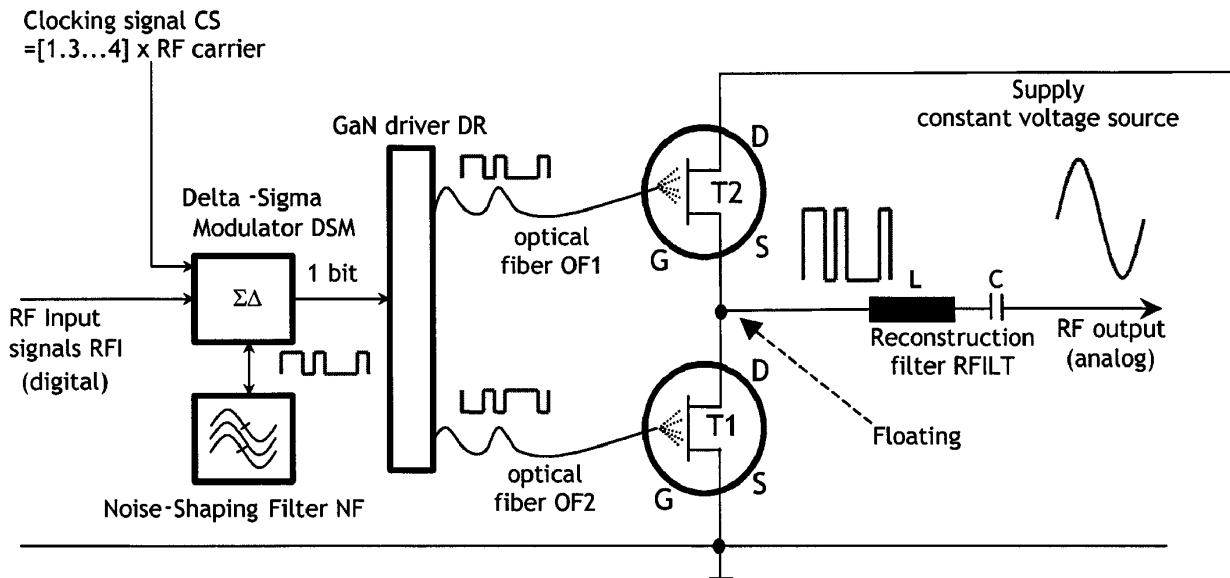 Clocking signal CS
=[1.3...4] x RF carrier
Supply
constant voltage source
GaN driver DR
D
T2
Delta -Sigma
Modulator DSM
optical
fiber OF1
G
S
1 bit
ΣΔ
L
C
RF Input
signals RFI
(digital)
Reconstruction
filter RFILT
RF output
(analog)
D
T1
Floating
optical
fiber OF2
G
S
Noise-Shaping Filter NF